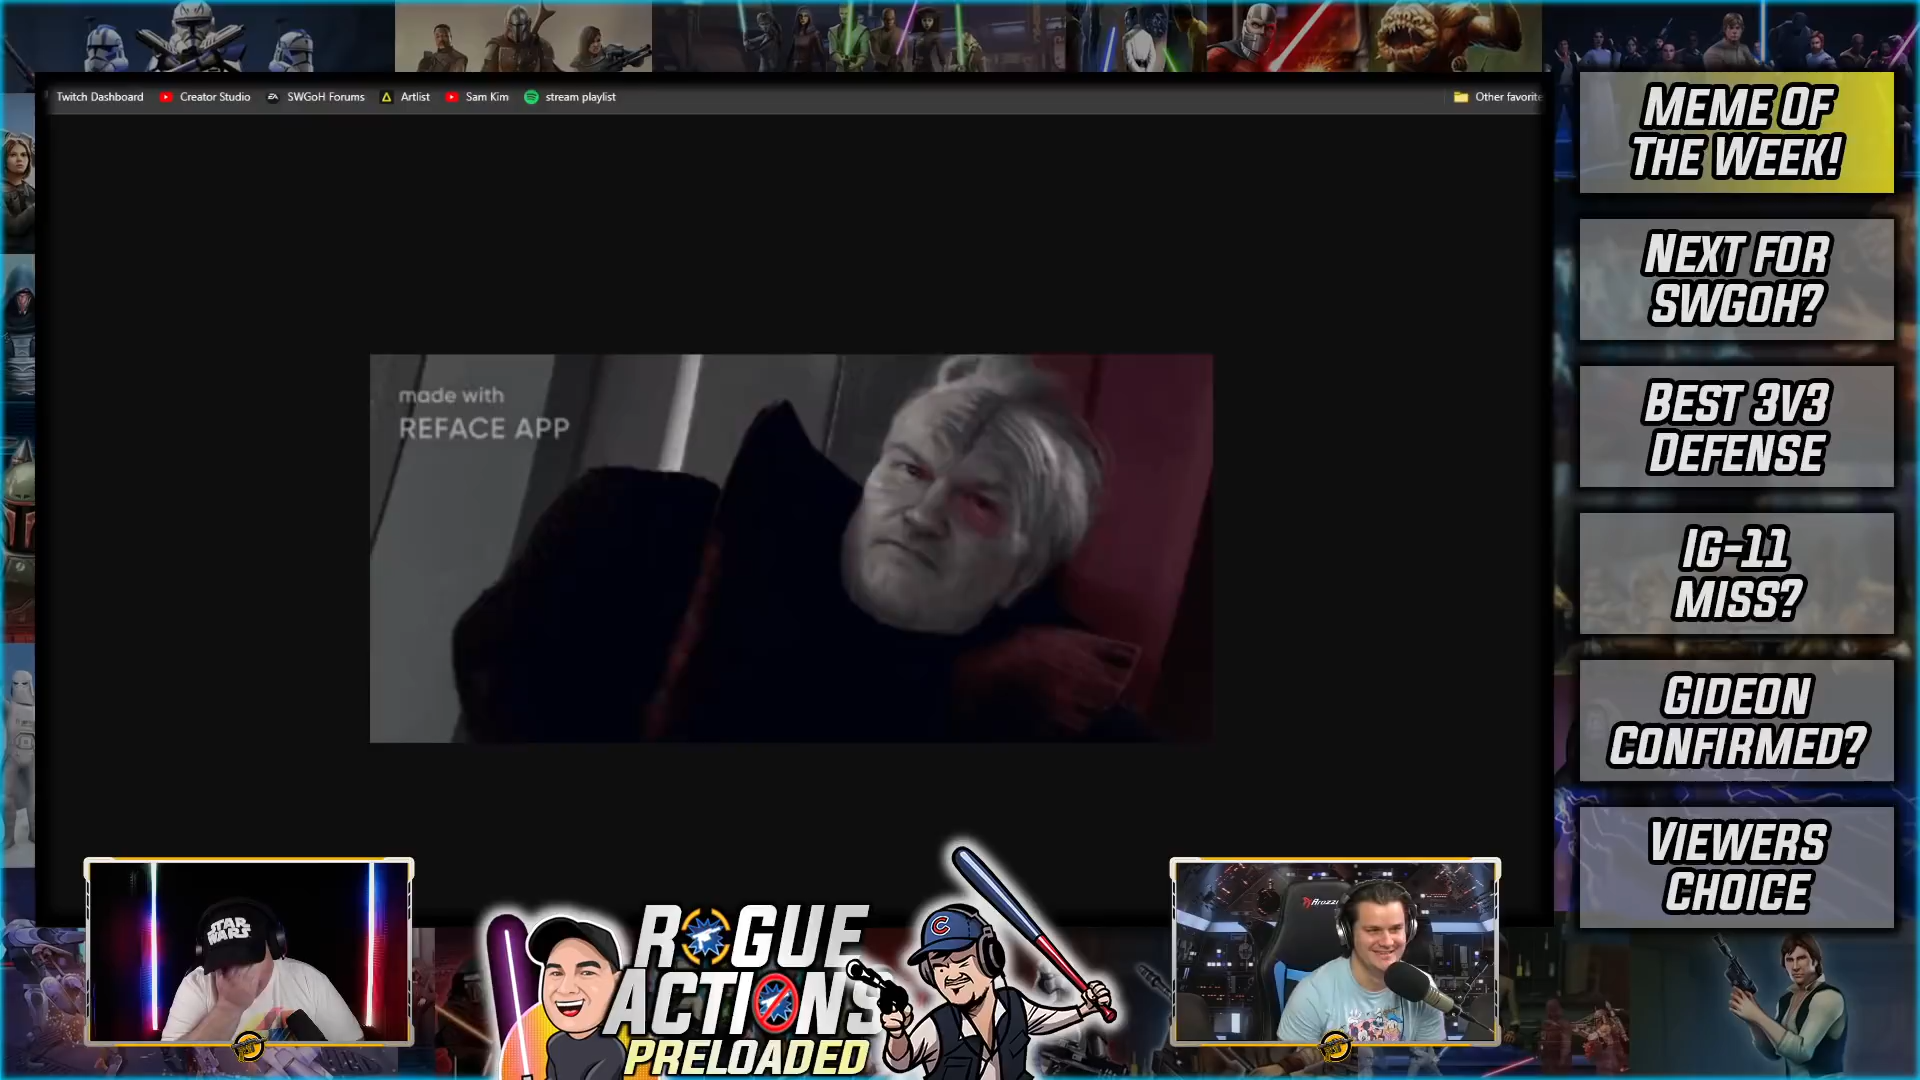 Twitch Dashboard
Creator Studio
SWGoH Forums
Artlist
Sam Kim
stream playlist
Other favorite
MEME OF
THE WEEK!
NEXT FOR
SWGOH?
BEST 3V3
DEFENSE
IG-11
MISS?
GIDEON
CONFIRMED?
VIEWERS
CHOICE
made with
REFACE APP
STAR
WARS
ROGUE
ACTIONS
PRELOADED
C
Arozzi